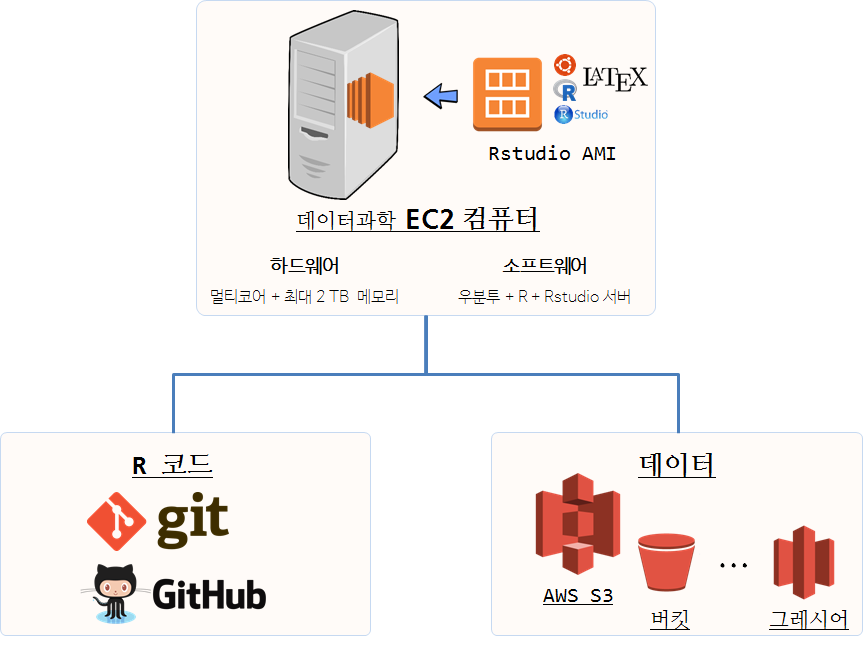 LATEX
R
R Studio
Rstudio AMI
데이터과학 EC2 컴퓨터
하드웨어
소프트웨어
멀티코어 + 최대 2 TB 메모리
우분투 + R + Rstudio 서버
R 코드
git
GitHub
데이터
AWS S3
...
버킷
그레시어